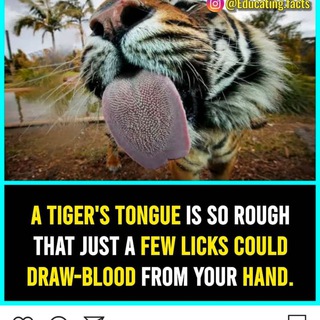 @Educating.facts
A TIGER'S TONGUE IS SO ROUGH
THAT JUST A FEW LICKS COULD
DRAW-BLOOD FROM YOUR HAND.